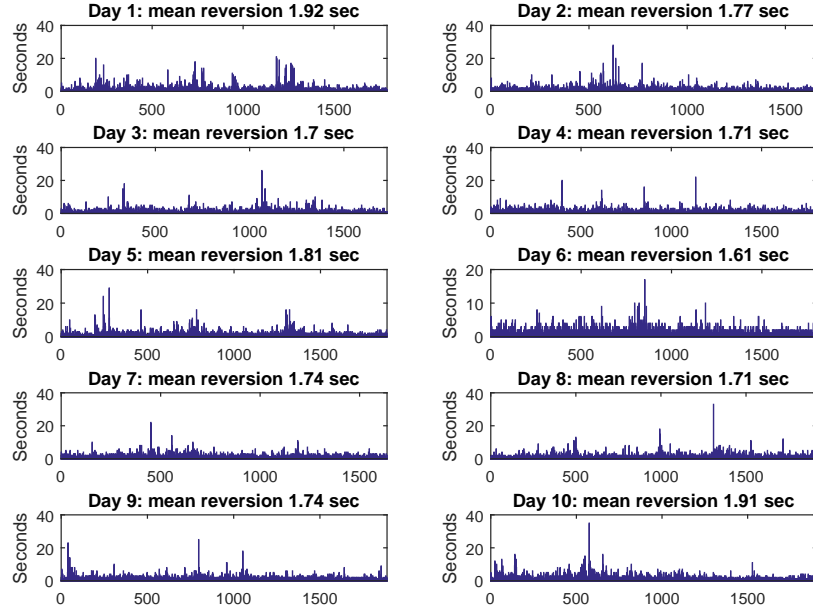 Day 1: mean reversion 1.92 sec
Seconds
40
20
0
0 500 1000 1500
Day 2: mean reversion 1.77 sec
Seconds
40
20
0
0 500 1000 1500
Day 3: mean reversion 1.7 sec
Seconds
40
20
0
0 500 1000 1500
Day 4: mean reversion 1.71 sec
Seconds
40
20
0
0 500 1000 1500
Day 5: mean reversion 1.81 sec
Seconds
40
20
0
0 500 1000 1500
Day 6: mean reversion 1.61 sec
Seconds
20
10
0
0 500 1000 1500
Day 7: mean reversion 1.74 sec
Seconds
40
20
0
0 500 1000 1500
Day 8: mean reversion 1.71 sec
Seconds
40
20
0
0 500 1000 1500
Day 9: mean reversion 1.74 sec
Seconds
40
20
0
0 500 1000 1500
Day 10: mean reversion 1.91 sec
Seconds
40
20
0
0 500 1000 1500